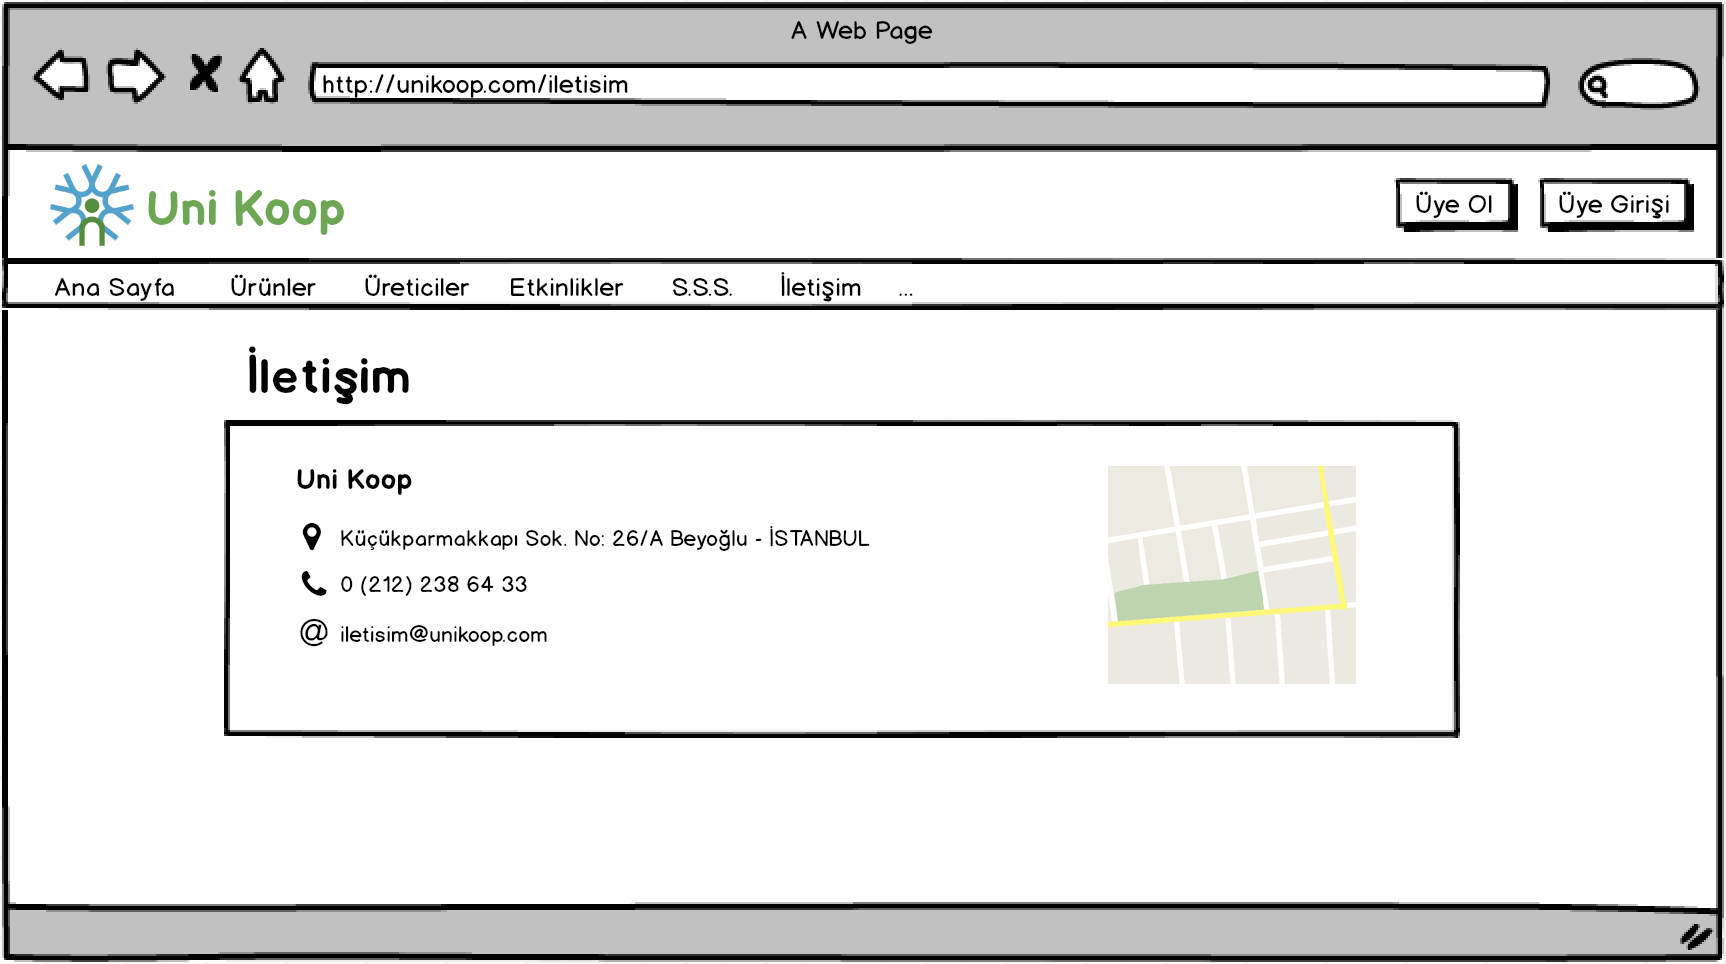 A Web Page
http://unikoop.com/iletisim
Uni Koop
Üye Ol
Üye Girişi
Ana Sayfa Ürünler Üreticiler Etkinlikler S.S.S. İletişim ...
İletişim
Uni Koop
Küçükparmakkapı Sok. No: 26/A Beyoğlu - İSTANBUL
0 (212) 238 64 33
@ iletisim@unikoop.com